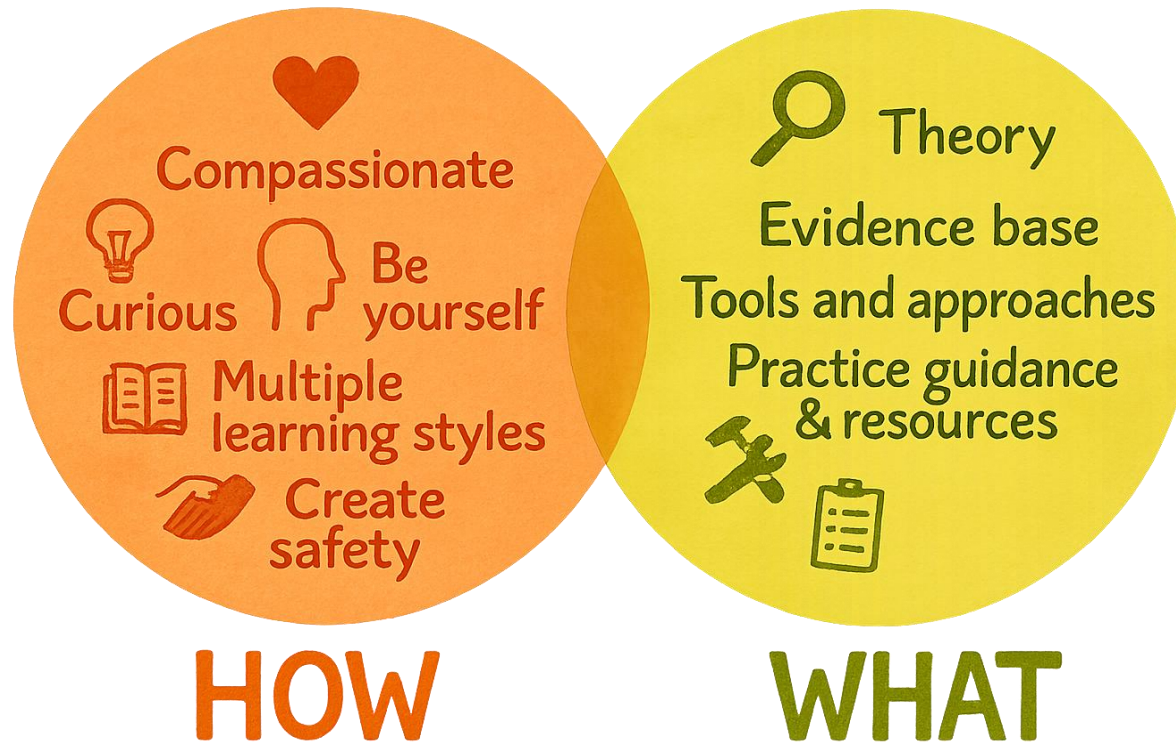 Compassionate
Curious
Be
yourself
Multiple
learning styles
Create
safety
HOW
Theory
Evidence base
Tools and approaches
Practice guidance
& resources
WHAT